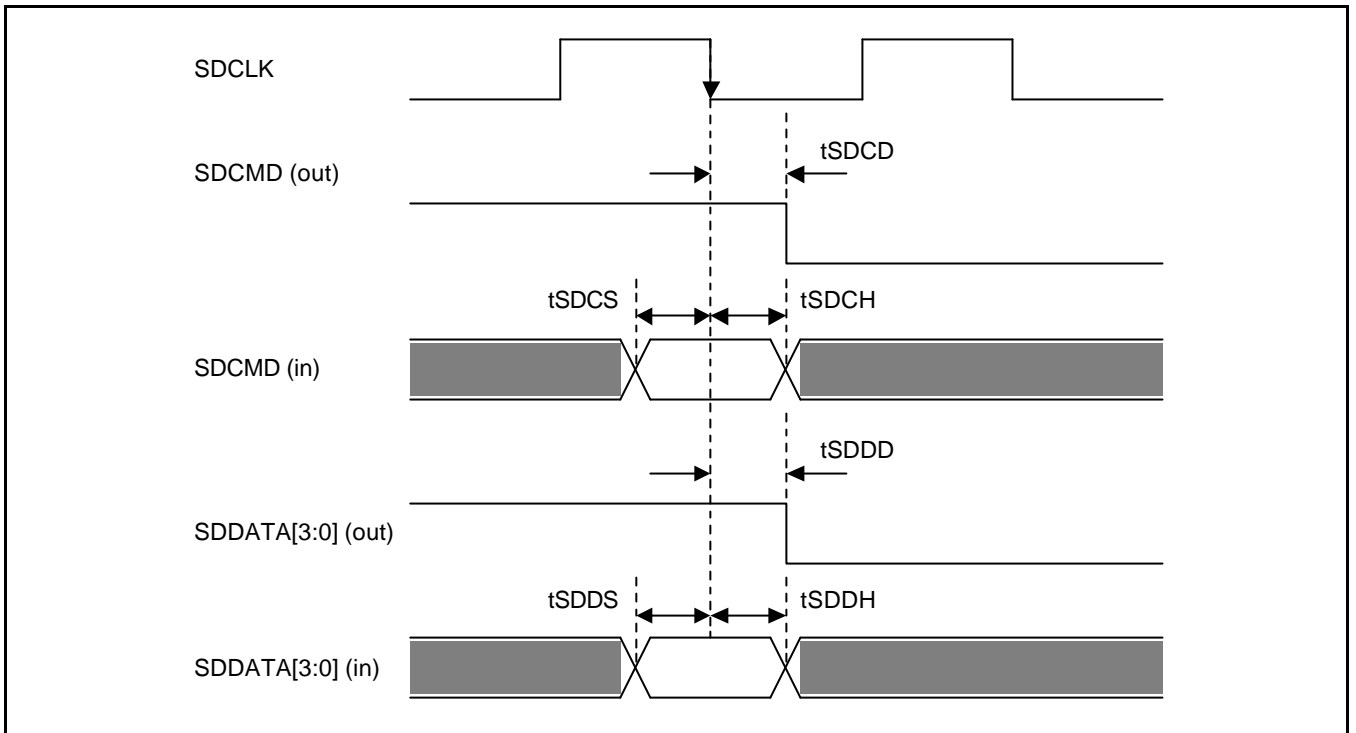 SDCLK
tSDCD
SDCMD (out)
tSDCS
tSDCH
SDCMD (in)
tSDDD
SDDATA[3:0] (out)
tSDDS
tSDDH
SDDATA[3:0] (in)